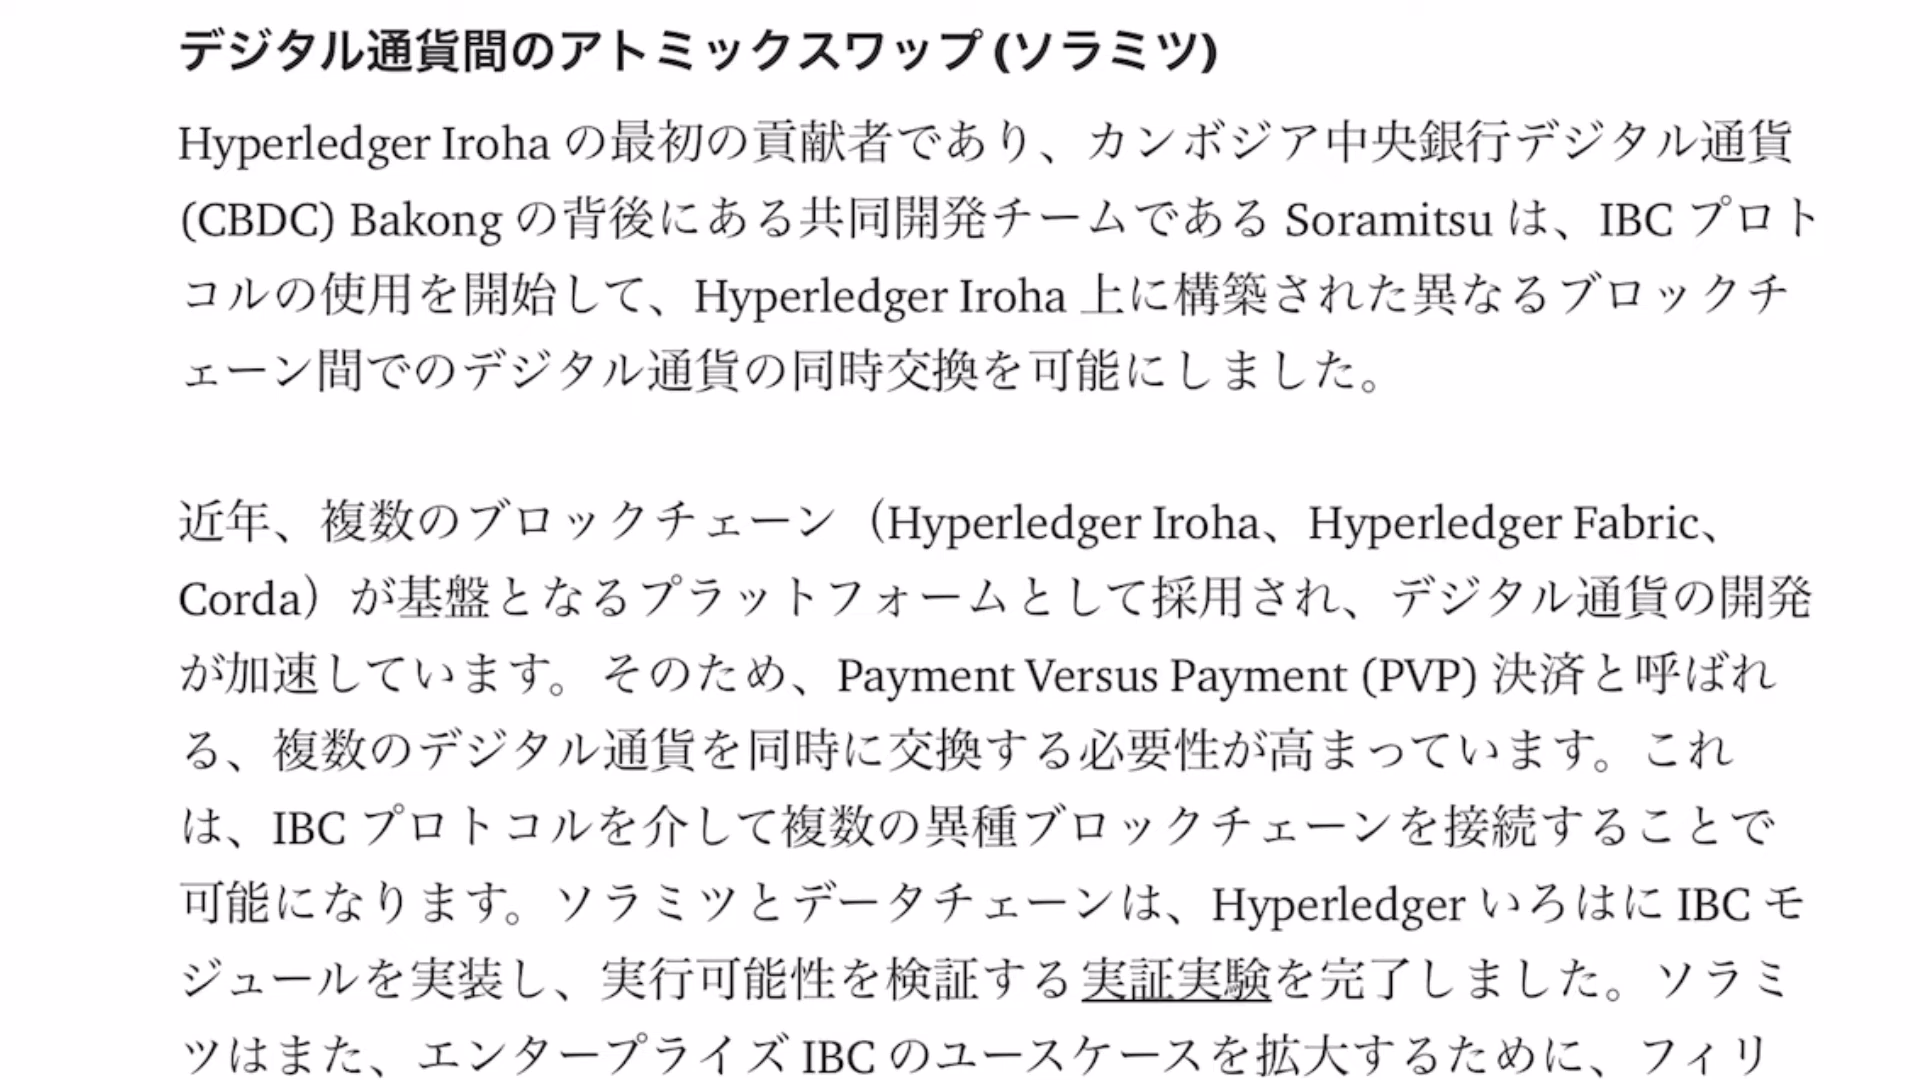 デジタル通貨間のアトミックスワップ (ソラミツ)
Hyperledger Iroha の最初の貢献者であり、カンボジア中央銀行デジタル通貨
(CBDC) Bakong の背後にある共同開発チームである Soramitsu は、IBC プロト
コルの使用を開始して、Hyperledger Iroha 上に構築された異なるブロックチ
ェーン間でのデジタル通貨の同時交換を可能にしました。
近年、複数のブロックチェーン（Hyperledger Iroha、Hyperledger Fabric、
Corda）が基盤となるプラットフォームとして採用され、デジタル通貨の開発
が加速しています。そのため、Payment Versus Payment (PVP) 決済と呼ばれ
る、複数のデジタル通貨を同時に交換する必要性が高まっています。これ
は、IBC プロトコルを介して複数の異種ブロックチェーンを接続することで
可能になります。ソラミツとデータチェーンは、Hyperledger いろはに IBC モ
ジュールを実装し、実行可能性を検証する 実証実験を完了しました。ソラミ
ツはまた、エンタープライズ IBC のユースケースを拡大するために、フィリ